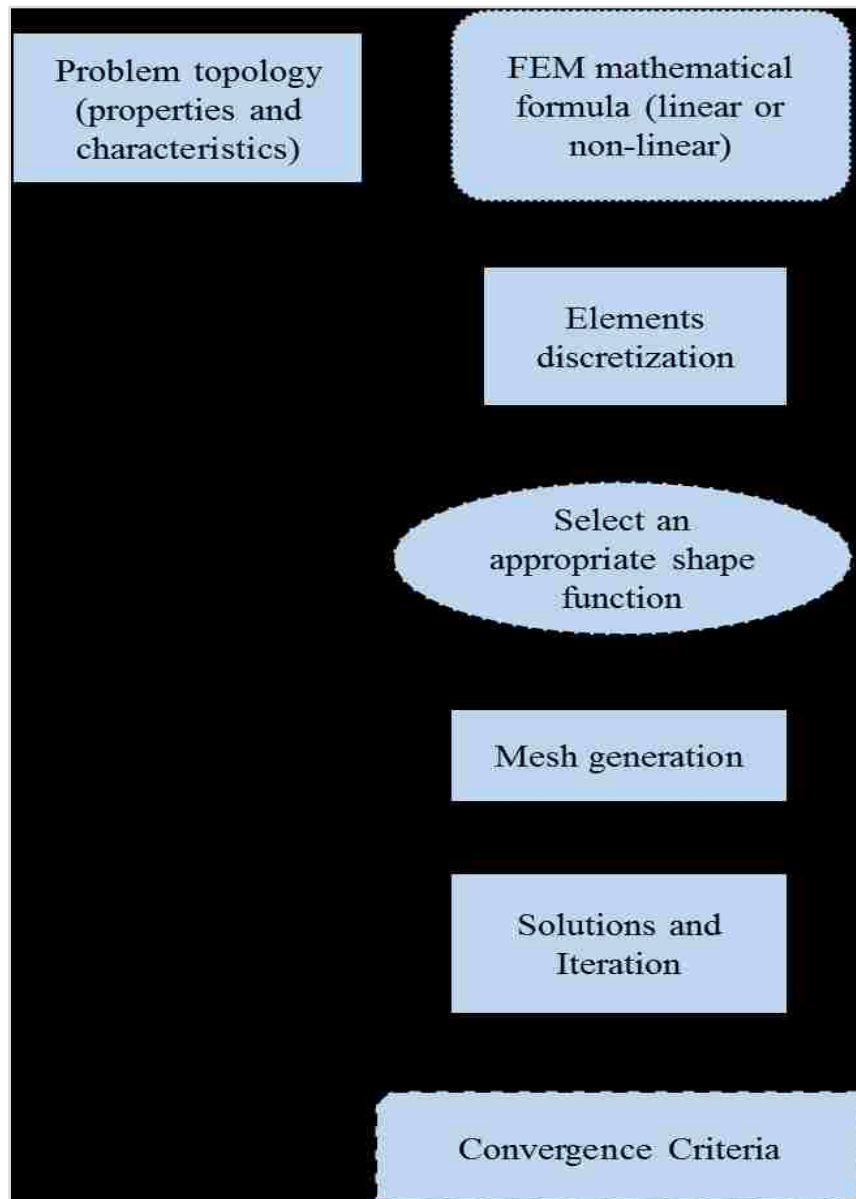 Problem topology
(properties and
characteristics)
FEM mathematical
formula (linear or
non-linear)
Elements
discretization
Select an
appropriate shape
function
Mesh generation
Solutions and
Iteration
Convergence Criteria